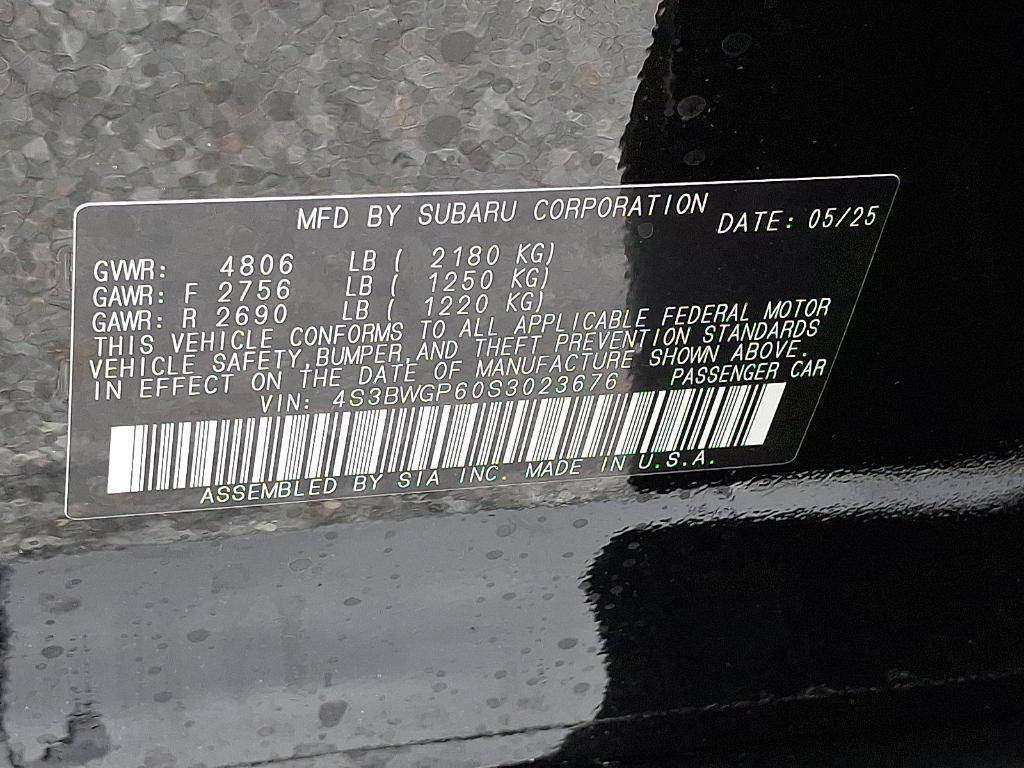 MFD BY SUBARU CORPORATION DATE: 05/25
GVWR: 4806 LB ( 2180 KG)
GAWR: F 2756 LB ( 1250 KG)
GAWR: R 2690 LB ( 1220 KG)
THIS VEHICLE CONFORMS TO ALL APPLICABLE FEDERAL MOTOR
VEHICLE SAFETY,BUMPER,AND THEFT PREVENTION STANDARDS
IN EFFECT ON THE DATE OF MANUFACTURE SHOWN ABOVE.
VIN: 4S3BWGP60S3023676 PASSENGER CAR
ASSEMBLED BY SIA INC. MADE IN U.S.A.